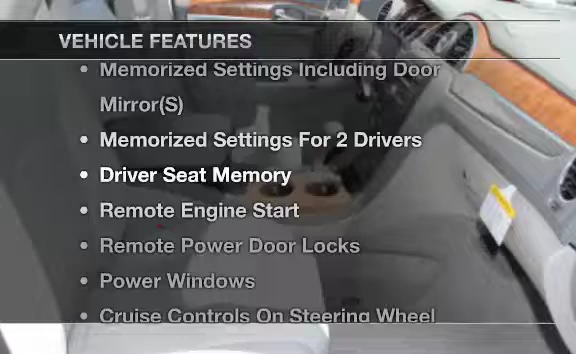 VEHICLE FEATURES
• Memorized Settings Including Door
Mirror(S)
• Memorized Settings For 2 Drivers
• Driver Seat Memory
• Remote Engine Start
• Remote Power Door Locks
• Power Windows
• Cruise Controls On Steering Wheel